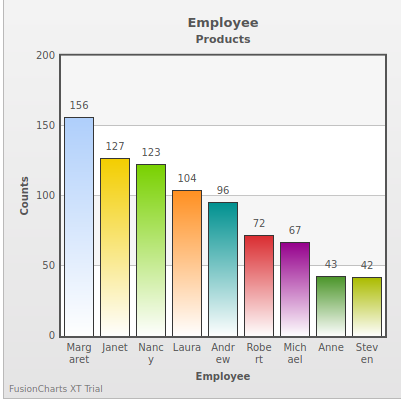 Employee
Products
200
150
100
50
0
Counts
156
127
123
104
96
72
67
43
42
Marg
aret
Janet
Nanc
y
Laura
Andr
ew
Robe
rt
Mich
ael
Anne
Stev
en
Employee
FusionCharts XT Trial